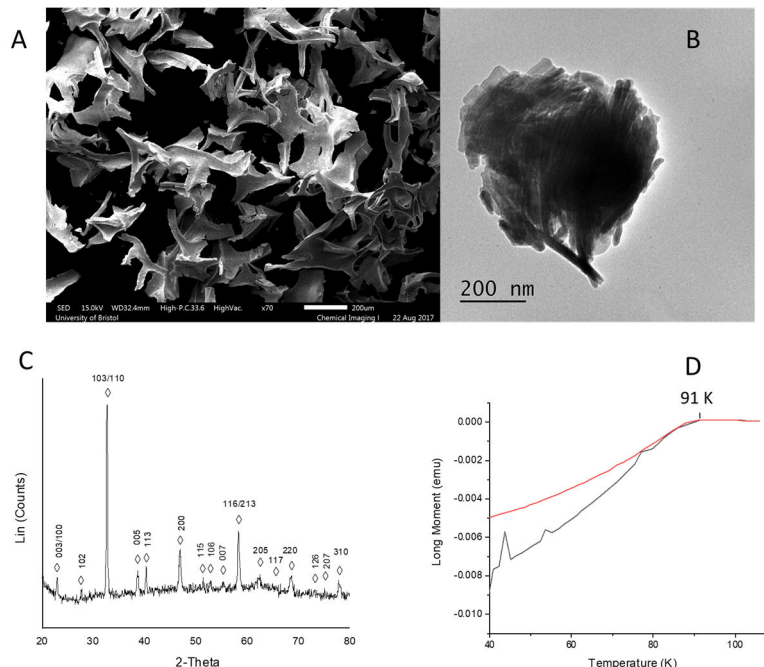 A
B
SED 15.0kV WD32.4mm High-P.C.33.6 HighVac. x70 200um
University of Bristol Chemical Imaging I 22 Aug 2017
200 nm
C
103/110
003/100
102
005
113
200
115
106
007
116/213
205
117
220
126
207
310
Lin (Counts)
20 30 40 50 60 70 80
2-Theta
D
91 K
0.000
-0.002
-0.004
-0.006
-0.008
-0.010
Long Moment (emu)
40 60 80 100
Temperature (K)